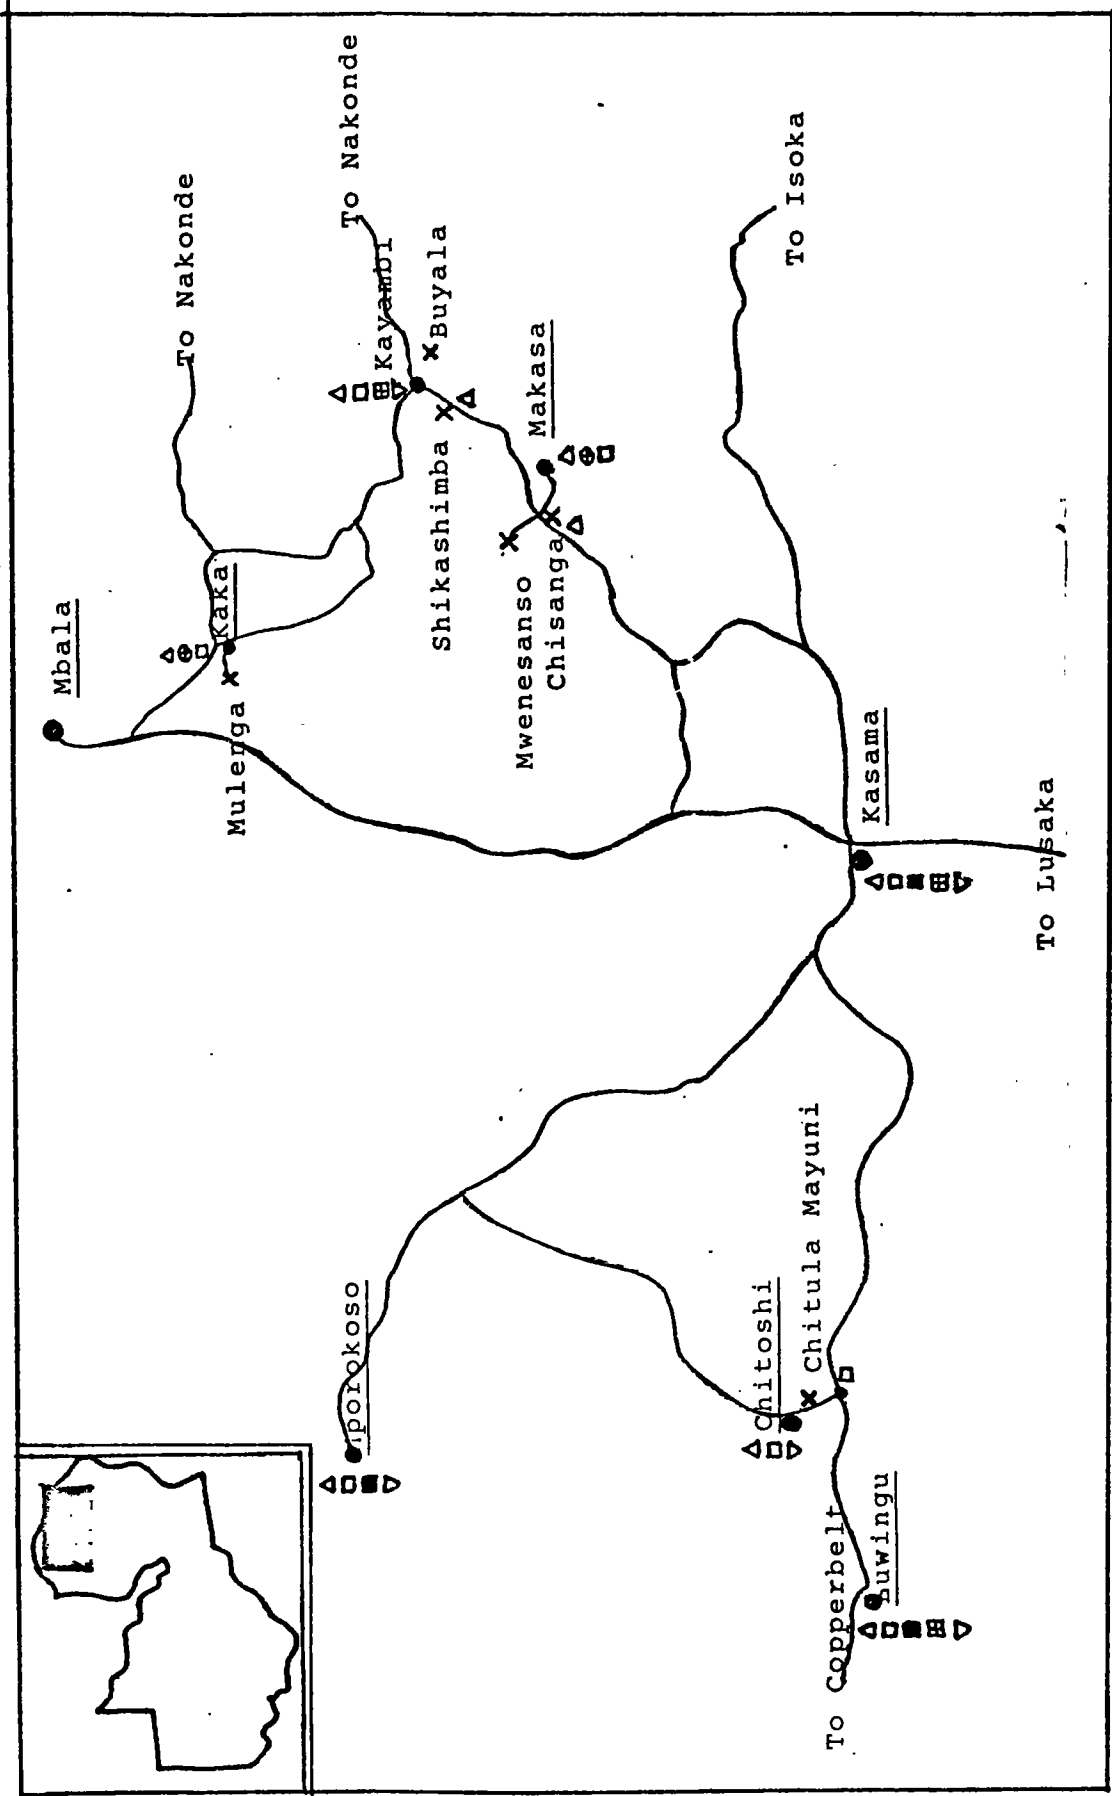 Mbala
To Nakonde
To Nakonde
Kaka
Mulenga
Kayambi
Buyala
Shikashimba
Makasa
Mwenesanso
Chisanga
To Isoka
Kasama
To Lusaka
Chitoshi
Chitula Mayuni
To Copperbelt